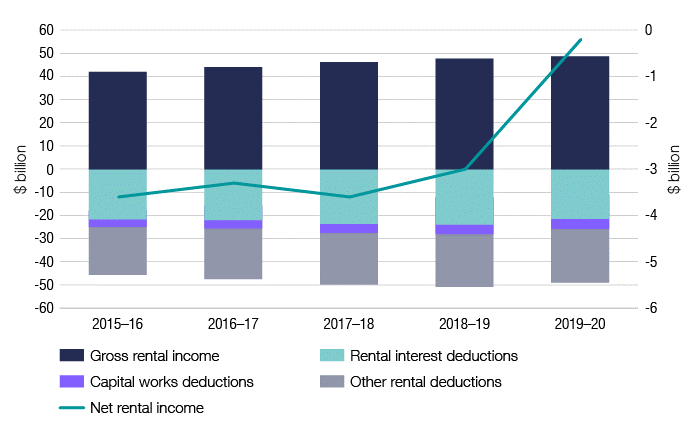 60 0
50
40 -1
30
20 -2
10
0 -3
-10
-20 -4
-30
-40 -5
-50
-60 -6
$ billion
$ billion
2015–16 2016–17 2017–18 2018–19 2019–20
Gross rental income Rental interest deductions
Capital works deductions Other rental deductions
Net rental income